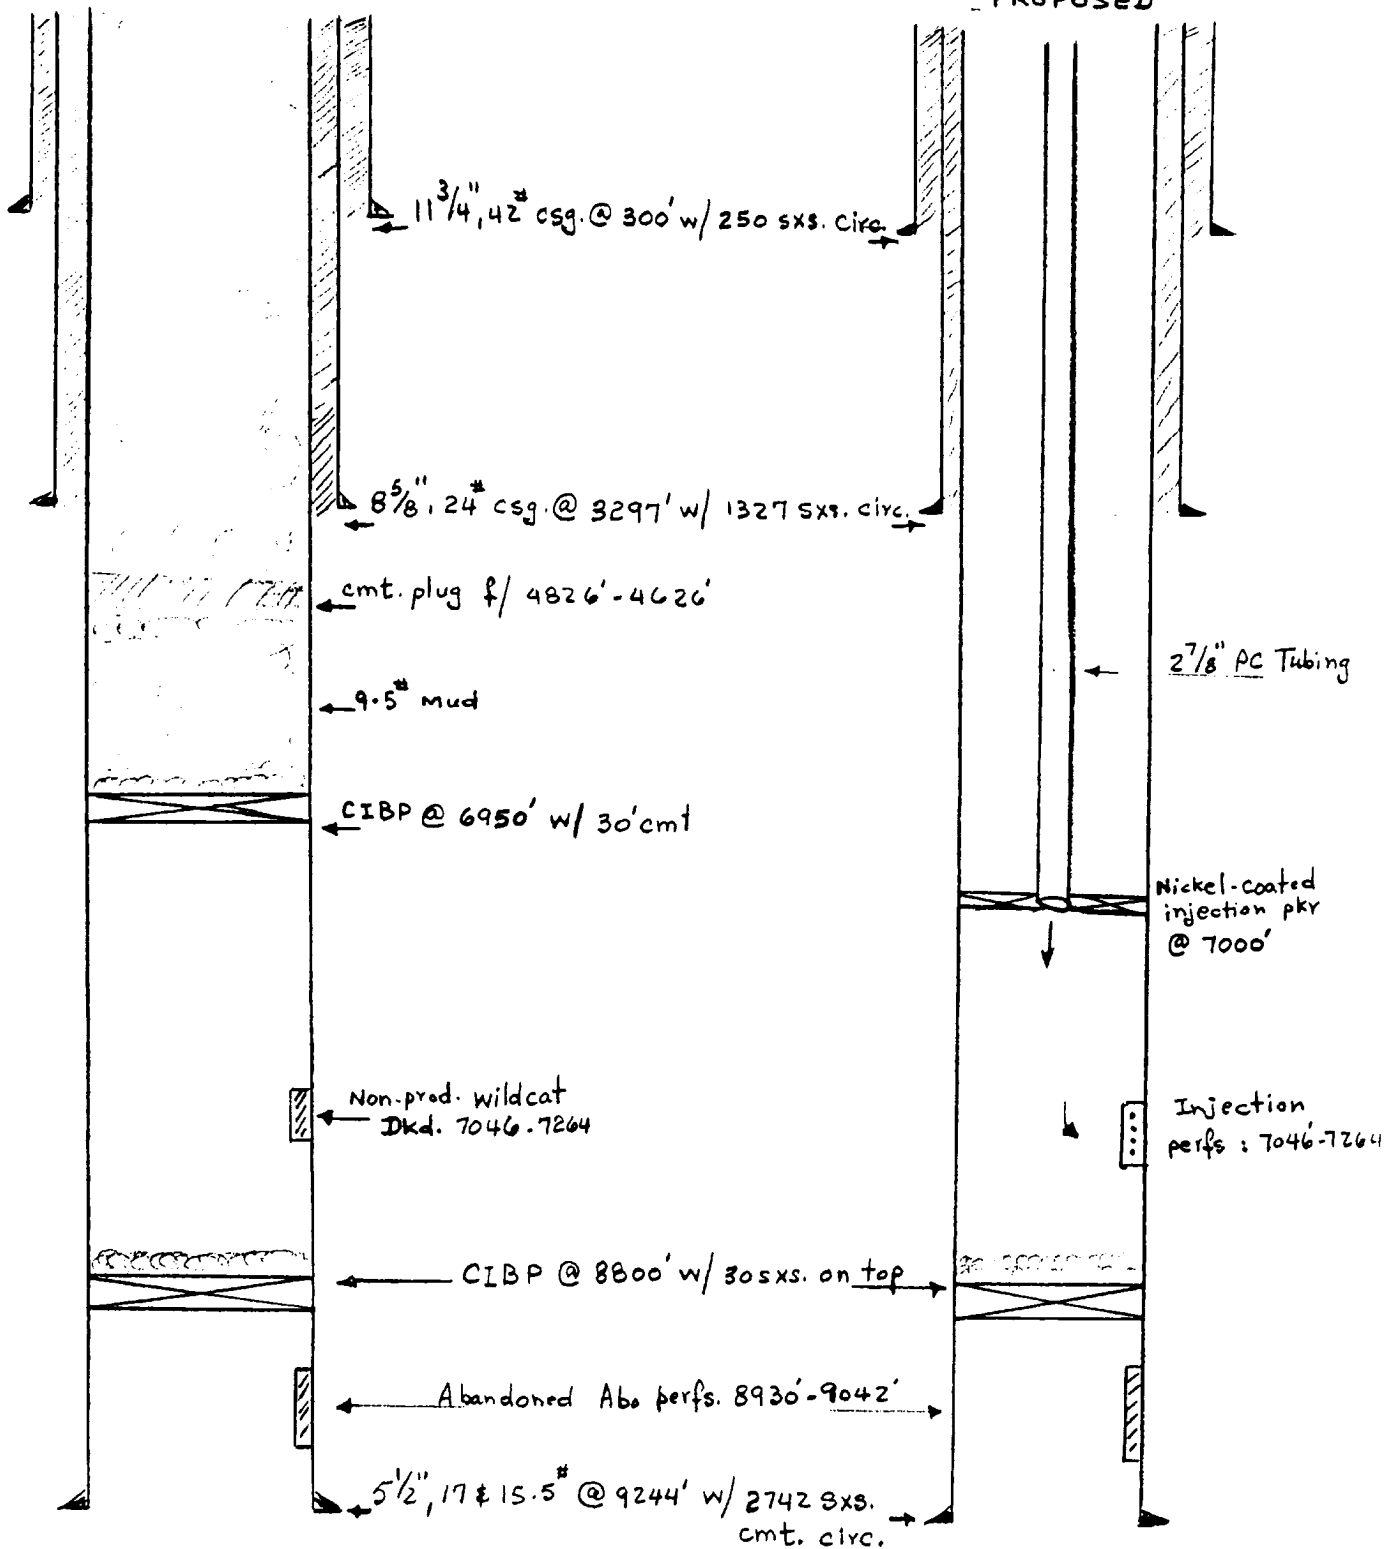 PROPOSED
11 3/4", 42# csg. @ 300' w/ 250 sxs. Circ.
8 5/8", 24# csg. @ 3297' w/ 1327 sxs. circ.
cmt. plug f/ 4826'-4626'
2 7/8" PC Tubing
9.5# Mud
CIBP @ 6950' w/ 30' cmt
Nickel-coated
injection pkr
@ 7000'
Non-prod. wildcat
Dkd. 7046-7264
Injection
perfs : 7046'-7264
CIBP @ 8800' w/ 30 sxs. on top
Abandoned Abo perfs. 8930'-9042'
5 1/2", 17 & 15.5# @ 9244' w/ 2742 sxs.
cmt. circ.